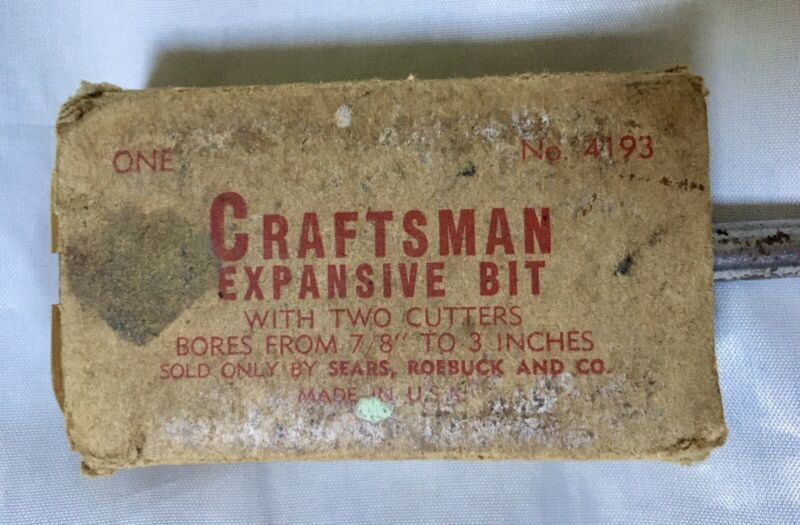 ONE No. 4193
CRAFTSMAN
EXPANSIVE BIT
WITH TWO CUTTERS
BORES FROM 7/8" TO 3 INCHES
SOLD ONLY BY SEARS, ROEBUCK AND CO.
MADE IN U.S.A.